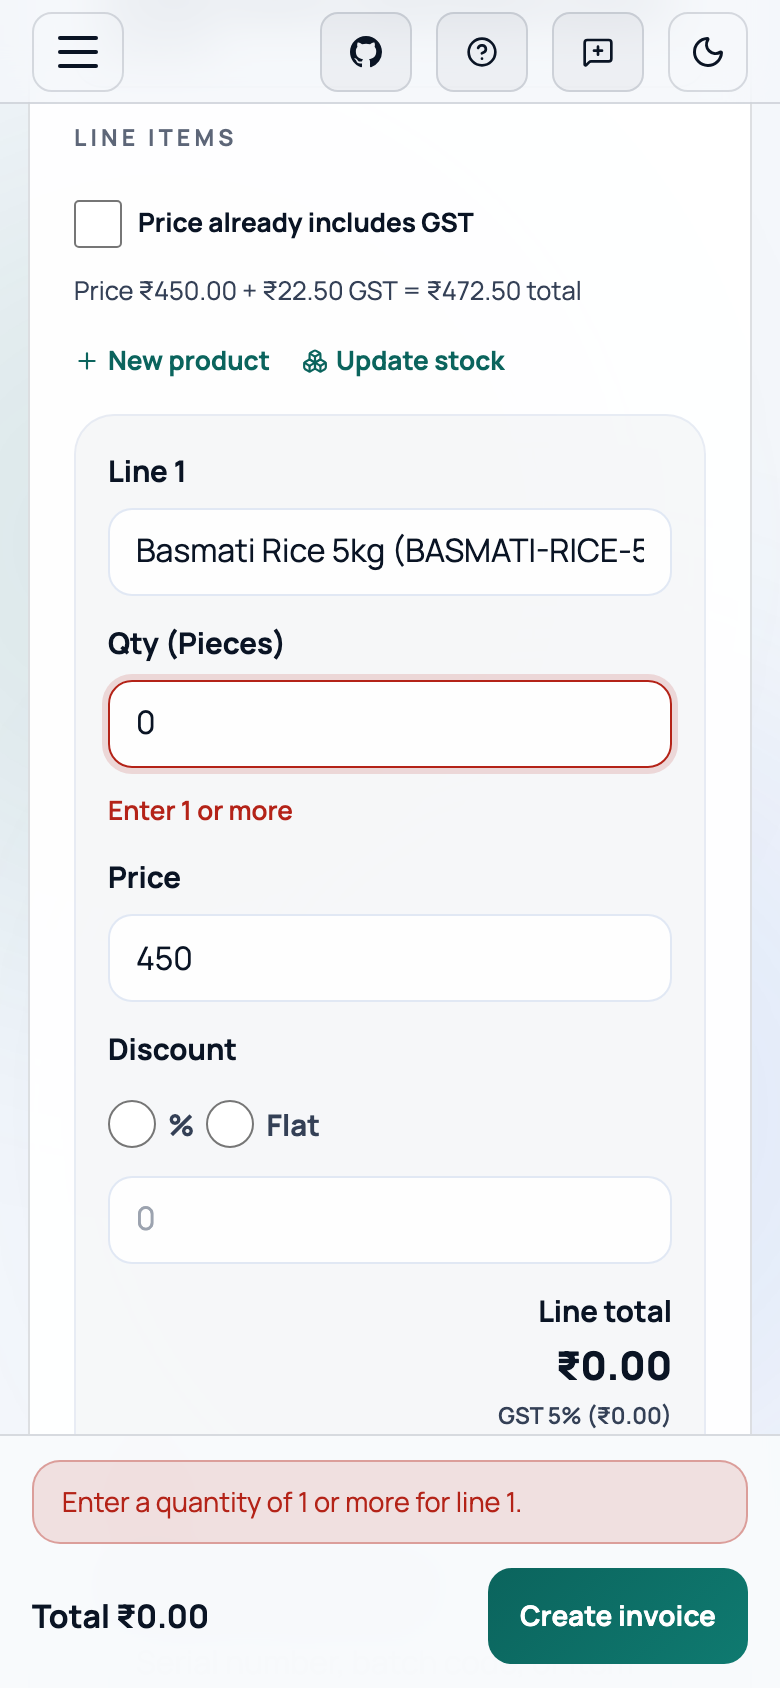 LINE ITEMS
Price already includes GST
Price ₹450.00 + ₹22.50 GST = ₹472.50 total
New product
Update stock
Line 1
Basmati Rice 5kg (BASMATI-RICE-5
Qty (Pieces)
0
Enter 1 or more
Price
450
Discount
% Flat
0
Line total
₹0.00
GST 5% (₹0.00)
Enter a quantity of 1 or more for line 1.
Total ₹0.00
Create invoice